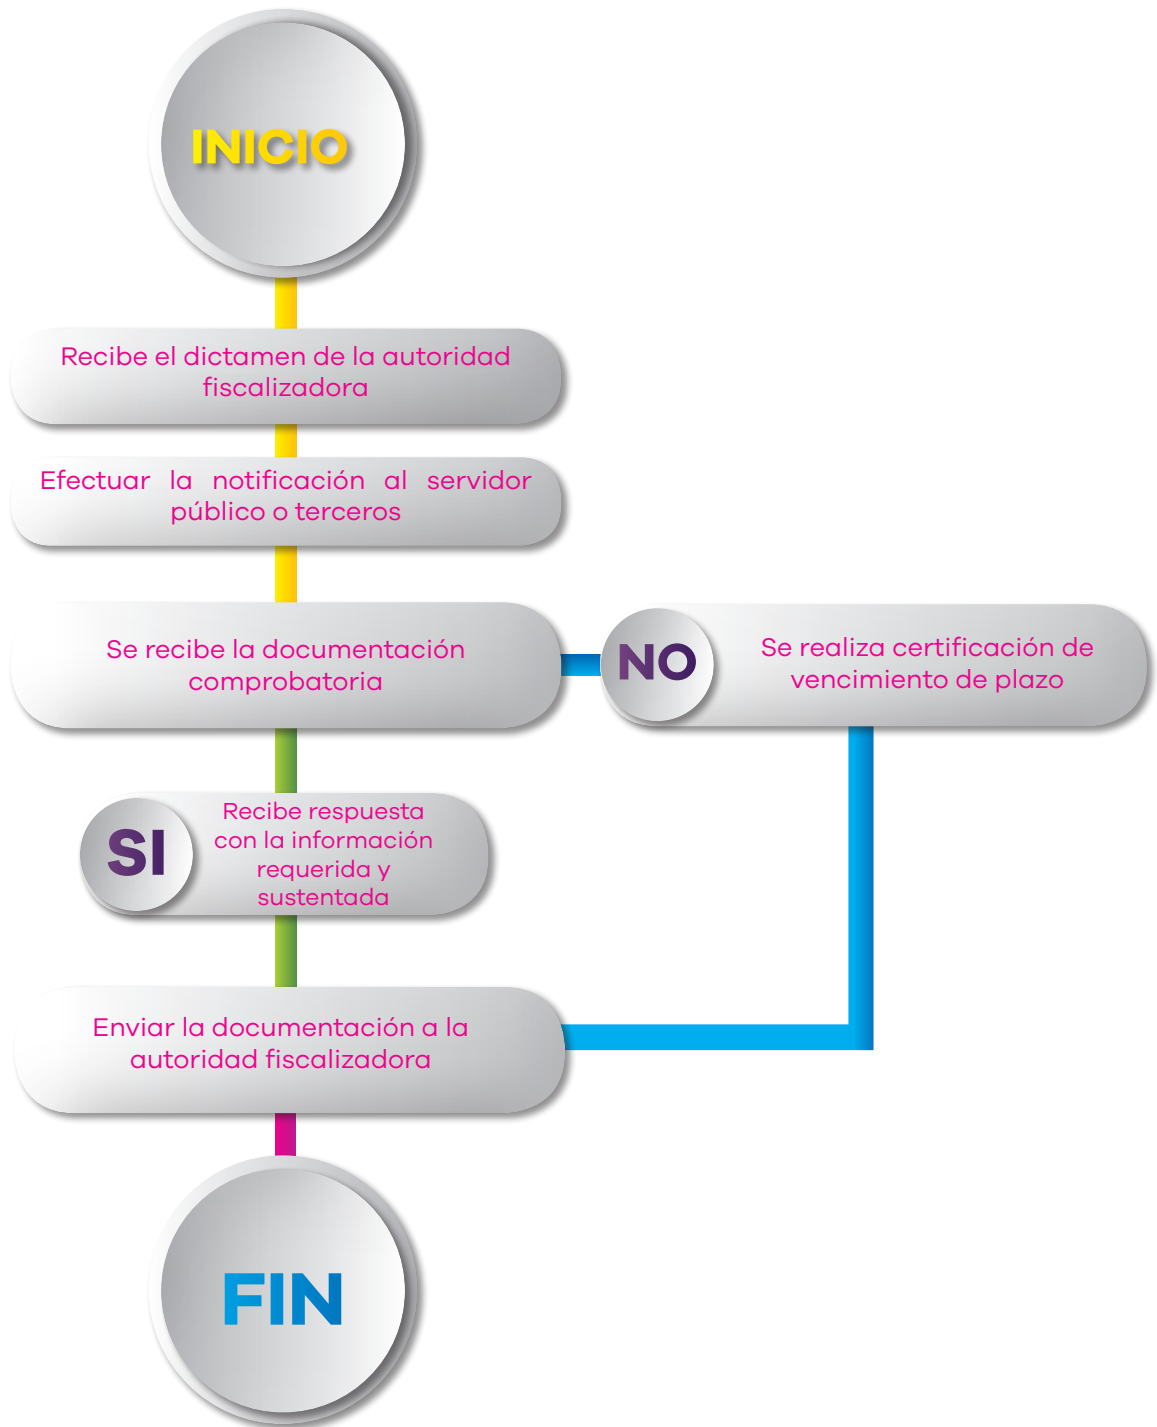 INICIO
Recibe el dictamen de la autoridad
fiscalizadora
Efectuar la notificación al servidor
público o terceros
Se recibe la documentación
comprobatoria
NO
Se realiza certificación de
vencimiento de plazo
SI
Recibe respuesta
con la información
requerida y
sustentada
Enviar la documentación a la
autoridad fiscalizadora
FIN